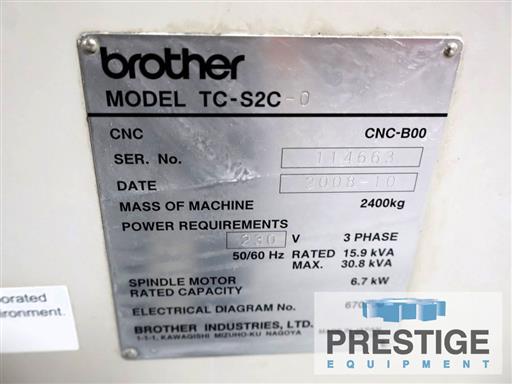 brother
MODEL TC-S2C-0
CNC CNC-B00
SER. No. 114663
DATE 2008-10
MASS OF MACHINE 2400kg
POWER REQUIREMENTS
230 V 3 PHASE
50/60 Hz RATED 15.9 kVA
MAX. 30.8 kVA
SPINDLE MOTOR
RATED CAPACITY 6.7 kW
ELECTRICAL DIAGRAM No. 670
BROTHER INDUSTRIES, LTD.
1-1-1, KAWAGISHI MIZUHO-KU NAGOYA
PRESTIGE
EQUIPMENT